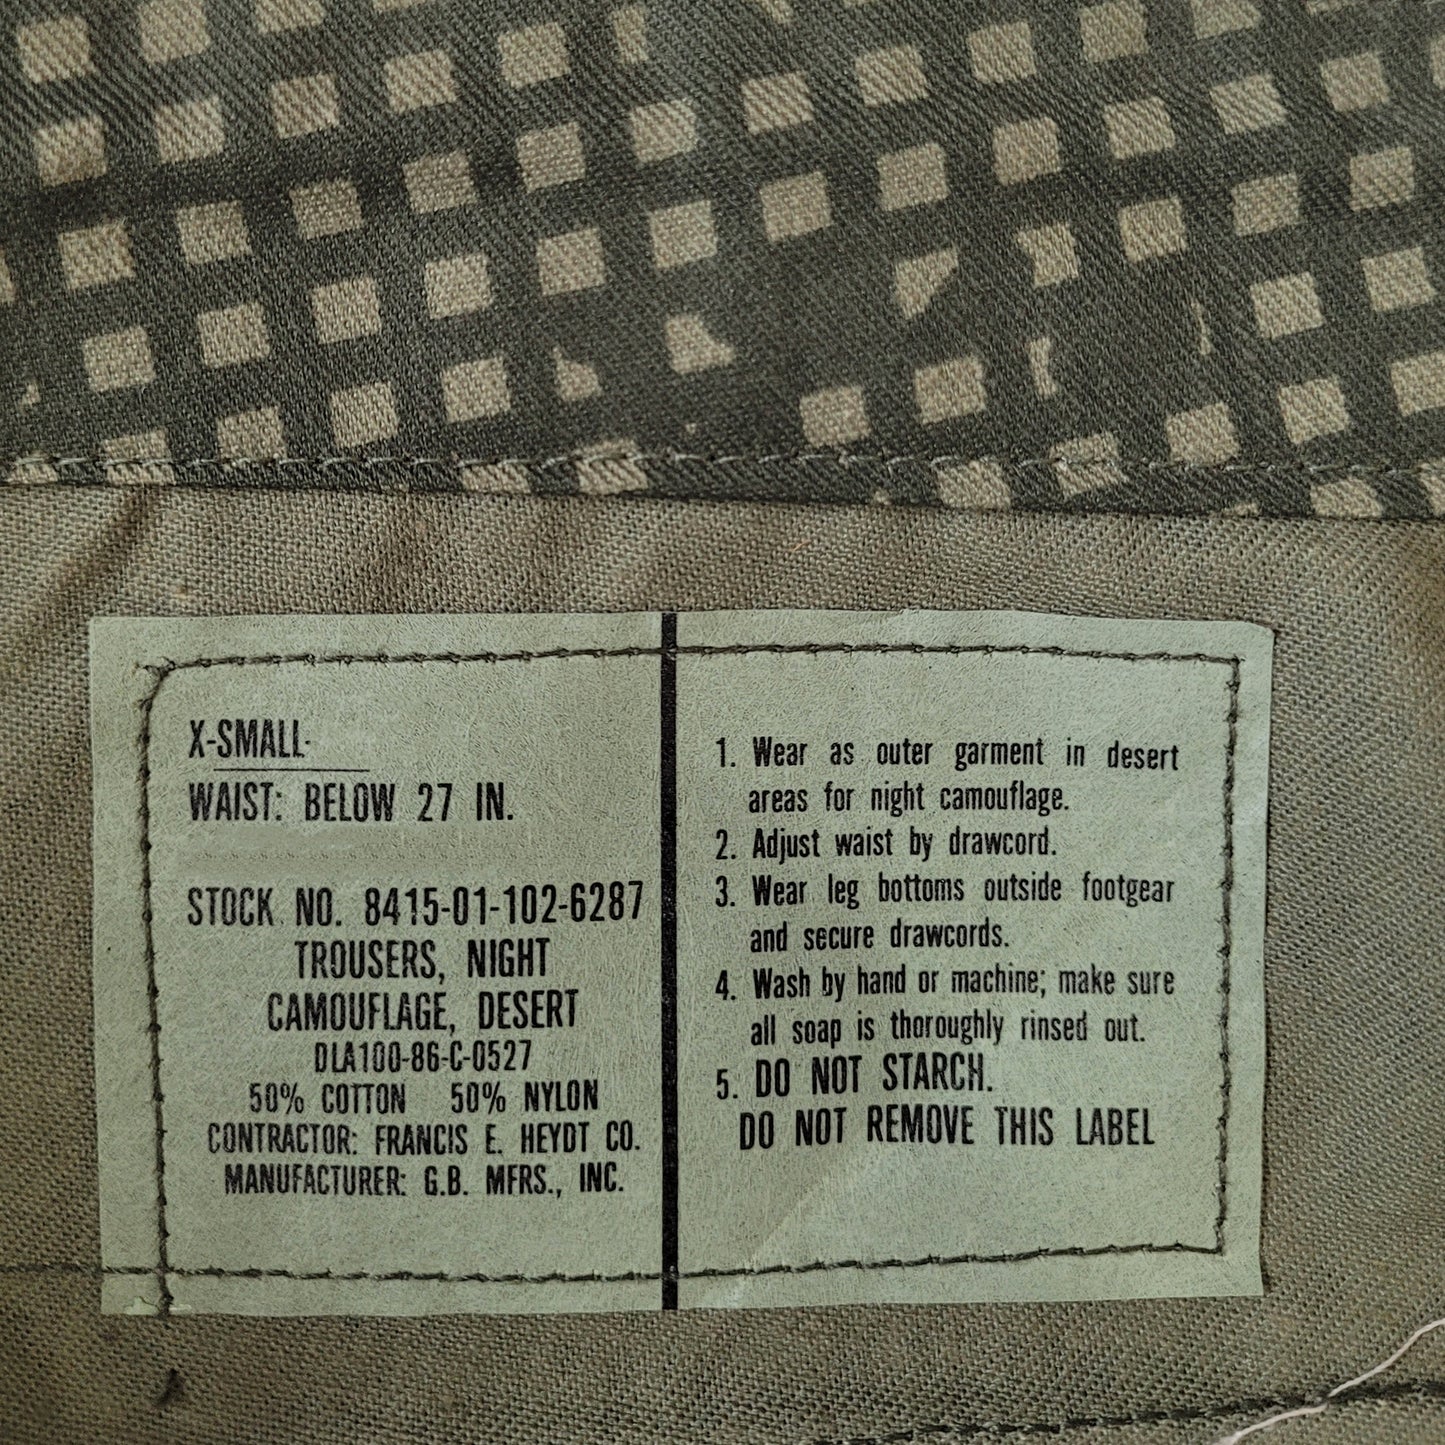 X-SMALL
WAIST: BELOW 27 IN.
STOCK NO. 8415-01-102-6287
TROUSERS, NIGHT
CAMOUFLAGE, DESERT
DLA100-86-C-0527
50% COTTON 50% NYLON
CONTRACTOR: FRANCIS E. HEYDT CO.
MANUFACTURER: G.B. MFRS., INC.
1. Wear as outer garment in desert
areas for night camouflage.
2. Adjust waist by drawcord.
3. Wear leg bottoms outside footgear
and secure drawcords.
4. Wash by hand or machine; make sure
all soap is thoroughly rinsed out.
5. DO NOT STARCH.
DO NOT REMOVE THIS LABEL